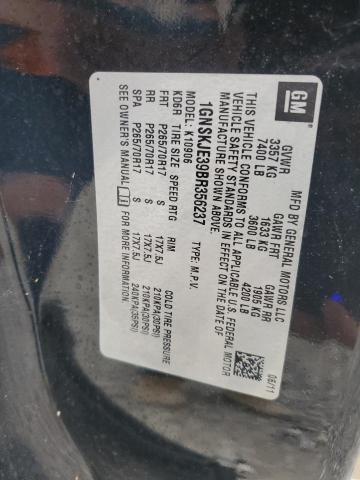 GM
MFD BY GENERAL MOTORS LLC
GVWR GAWR FRT GAWR RR
3357 KG 1633 KG 1905 KG
7400 LB 3600 LB 4200 LB
06/11
THIS VEHICLE CONFORMS TO ALL APPLICABLE U.S. FEDERAL MOTOR
VEHICLE SAFETY STANDARDS IN EFFECT ON THE DATE OF
MANUFACTURE SHOWN ABOVE.
1GNSKJE39BR356237 TYPE: M.P.V.
MODEL: K10906
KD6R TIRE SIZE SPEED RTG RIM COLD TIRE PRESSURE
FRT P265/70R17 S 17X7.5J 210KPA(30PSI)
RR P265/70R17 S 17X7.5J 210KPA(30PSI)
SPA P265/70R17 S 17X7.5J 240KPA(35PSI)
SEE OWNER'S MANUAL FOR MORE INFORMATION.